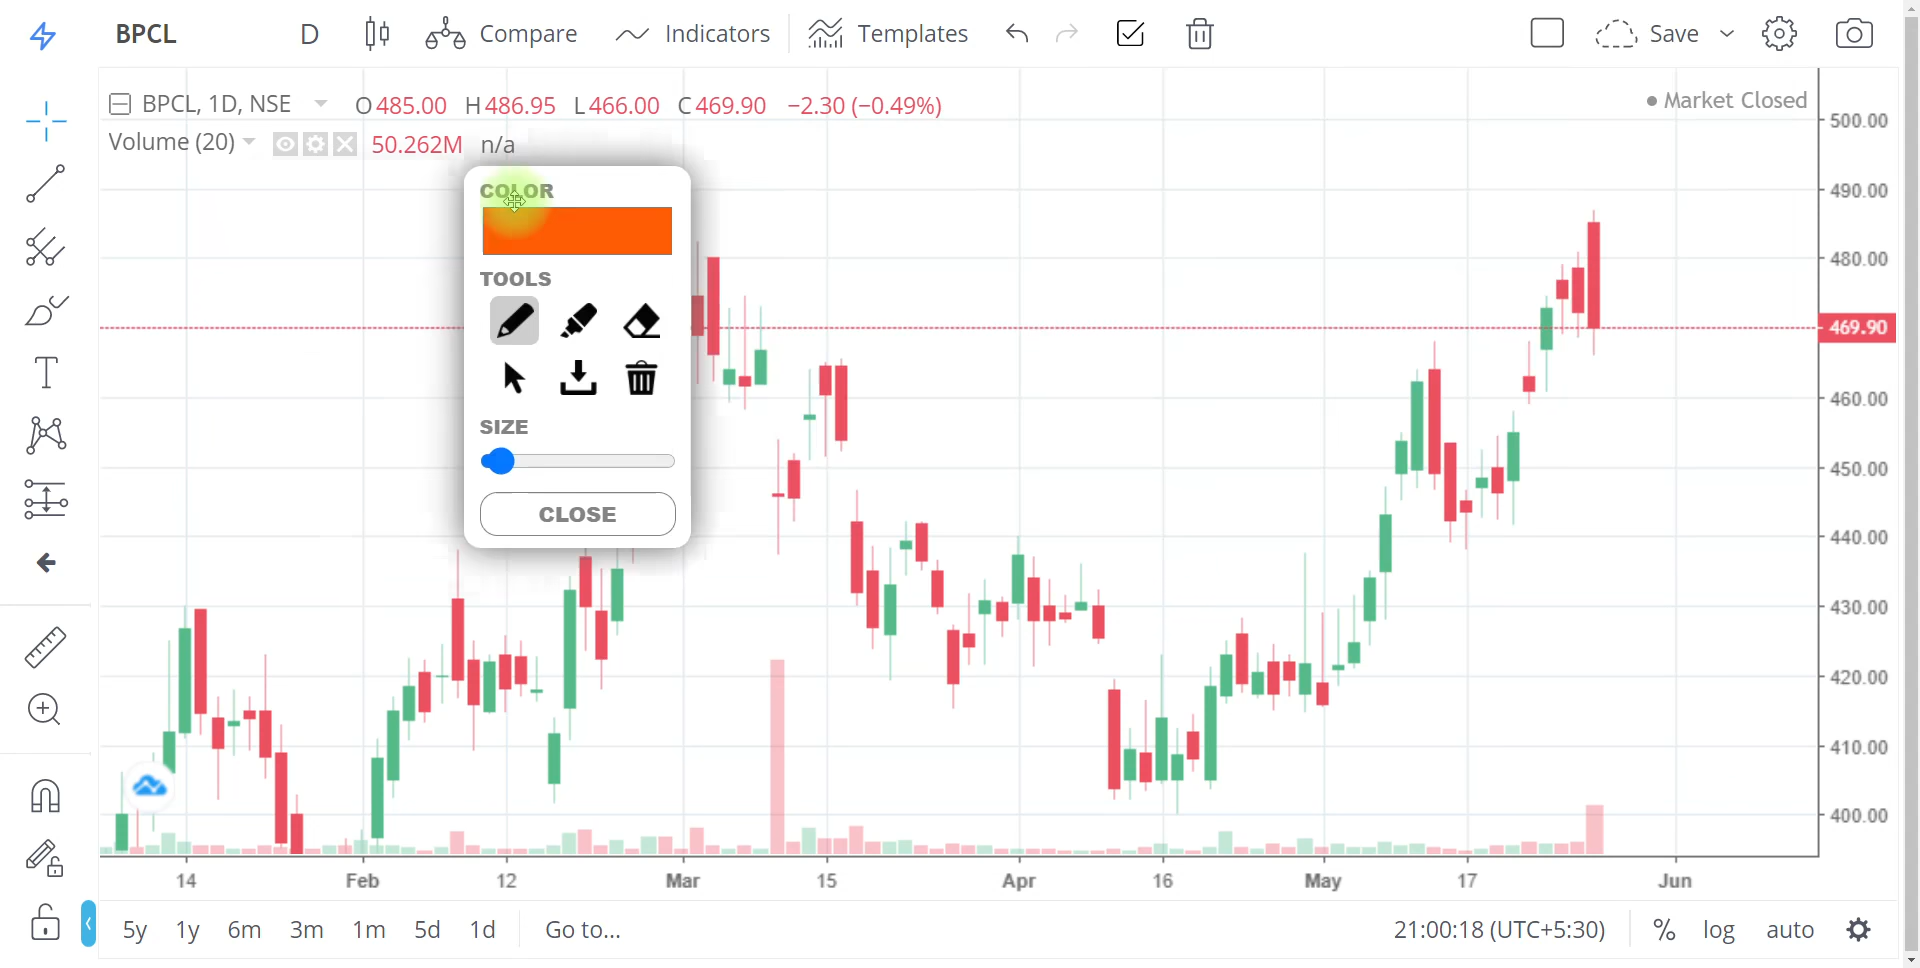 BPCL D Compare Indicators Templates Save
BPCL, 1D, NSE O485.00 H486.95 L466.00 C469.90 −2.30 (−0.49%)
Market Closed
Volume (20) 50.262M n/a
COLOR
TOOLS
SIZE
CLOSE
500.00
490.00
480.00
469.90
460.00
450.00
440.00
430.00
420.00
410.00
400.00
14 Feb 12 Mar 15 Apr 16 May 17 Jun
5y 1y 6m 3m 1m 5d 1d Go to... 21:00:18 (UTC+5:30) % log auto